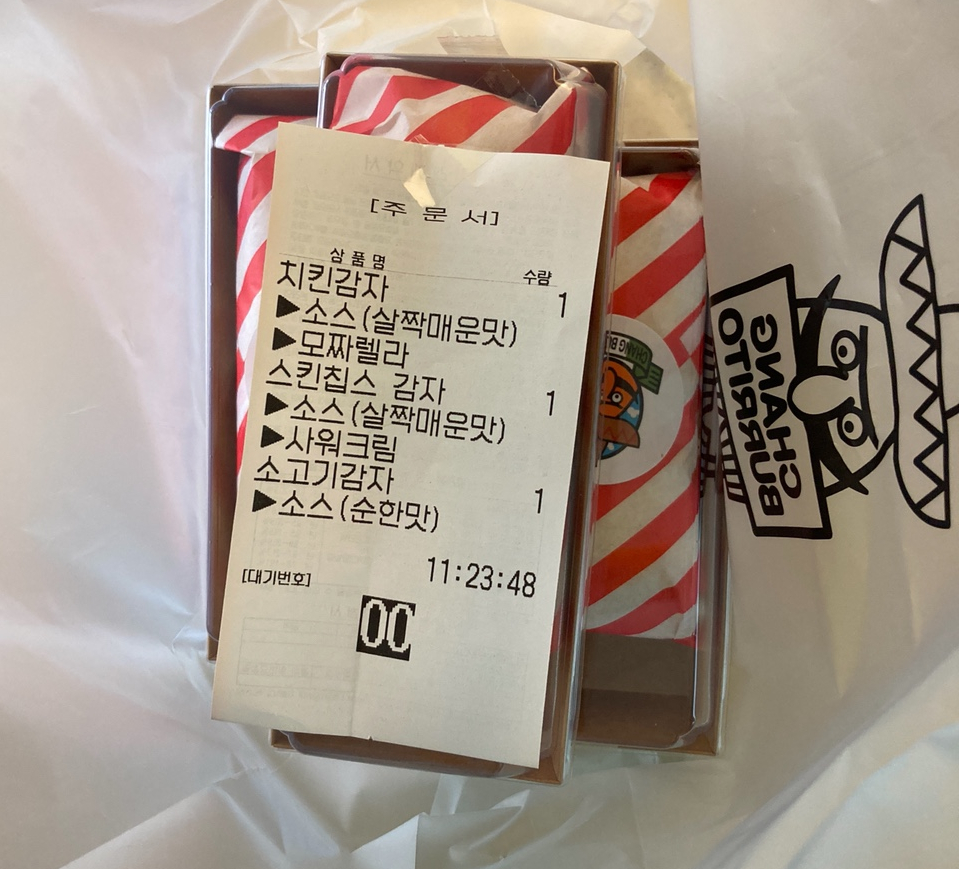 [주 문 서]
상 품 명 수량
치킨감자 1
▶소스(살짝매운맛)
▶모짜렐라
스킨칩스 감자 1
▶소스(살짝매운맛)
▶사워크림
소고기감자 1
▶소스(순한맛)
11:23:48
[대기번호]
CHANG
BURRITO